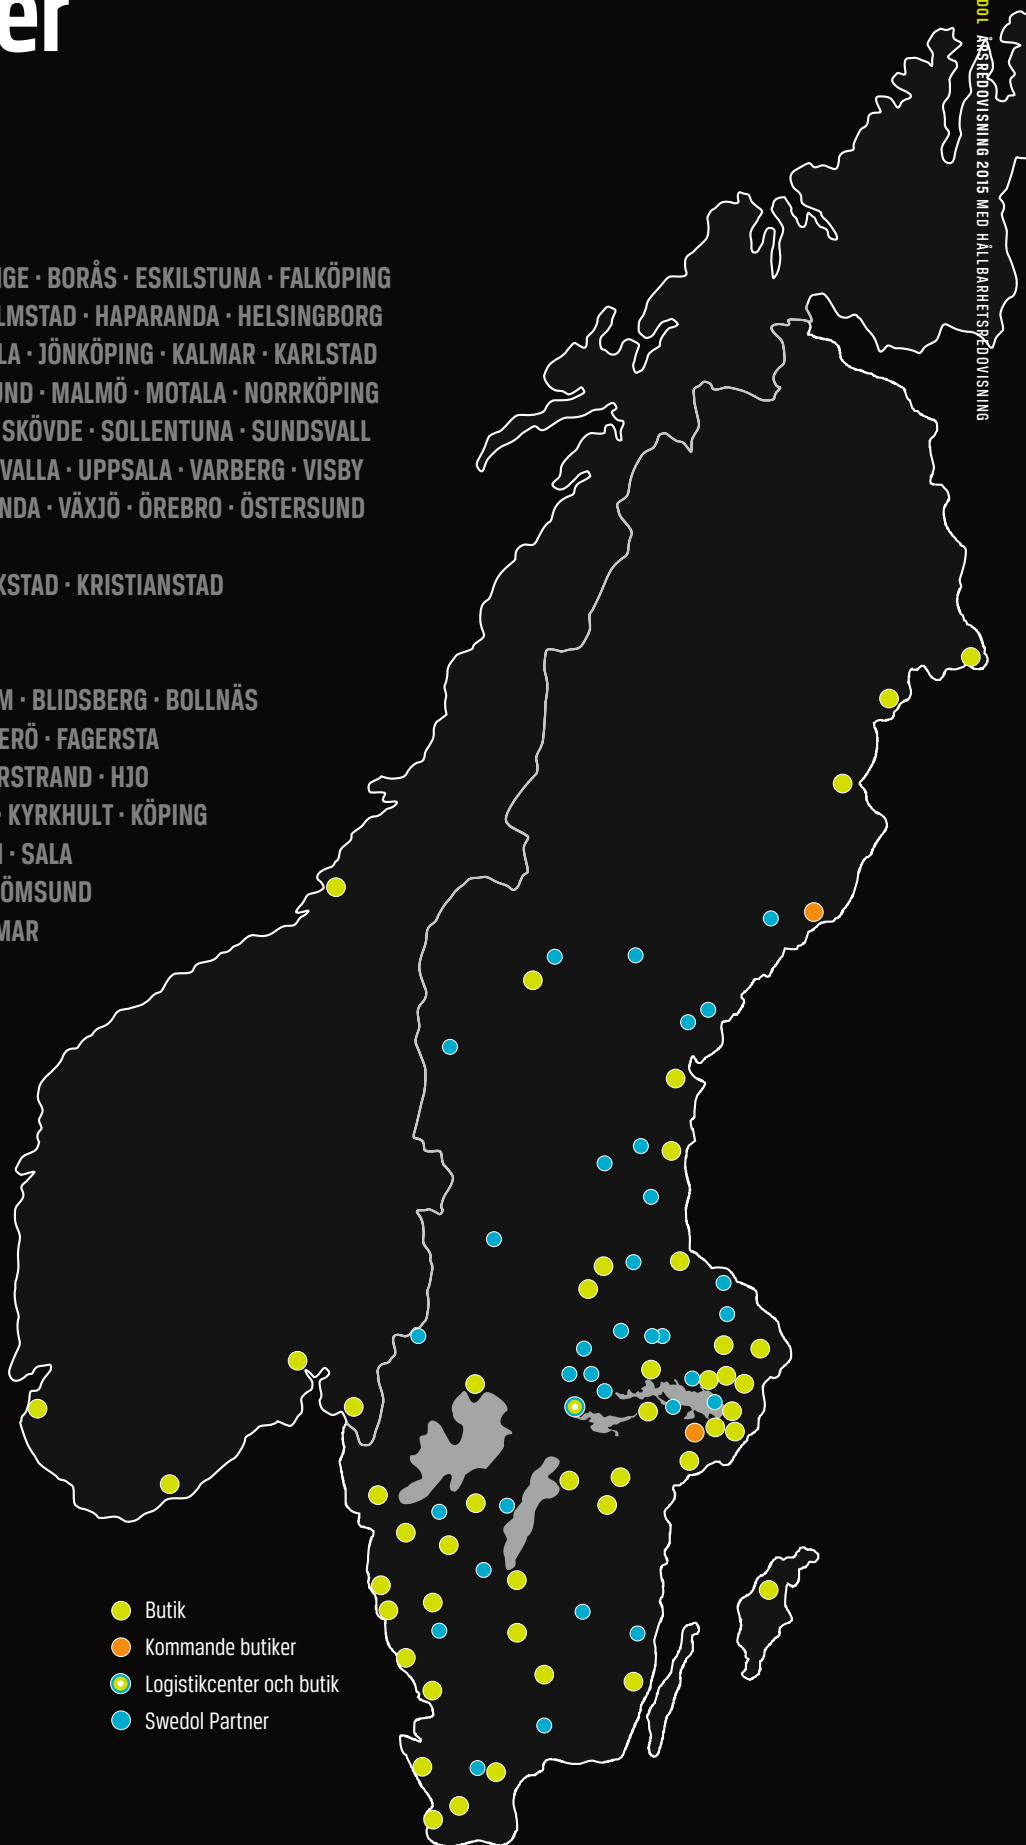 er
DOL ÅRSREDOVISNING 2015 MED HÅLLBARHETSREDOVISNING
NGE · BORÅS · ESKILSTUNA · FALKÖPING
LMSTAD · HAPARANDA · HELSINGBORG
LA · JÖNKÖPING · KALMAR · KARLSTAD
UND · MALMÖ · MOTALA · NORRKÖPING
SKÖVDE · SOLLENTUNA · SUNDSVALL
VALLA · UPPSALA · VARBERG · VISBY
NDA · VÄXJÖ · ÖREBRO · ÖSTERSUND
KSTAD · KRISTIANSTAD
M · BLIDSBERG · BOLLNÄS
ERÖ · FAGERSTA
RSTRAND · HJO
· KYRKHULT · KÖPING
· SALA
ÖMSUND
MAR
Butik
Kommande butiker
Logistikcenter och butik
Swedol Partner